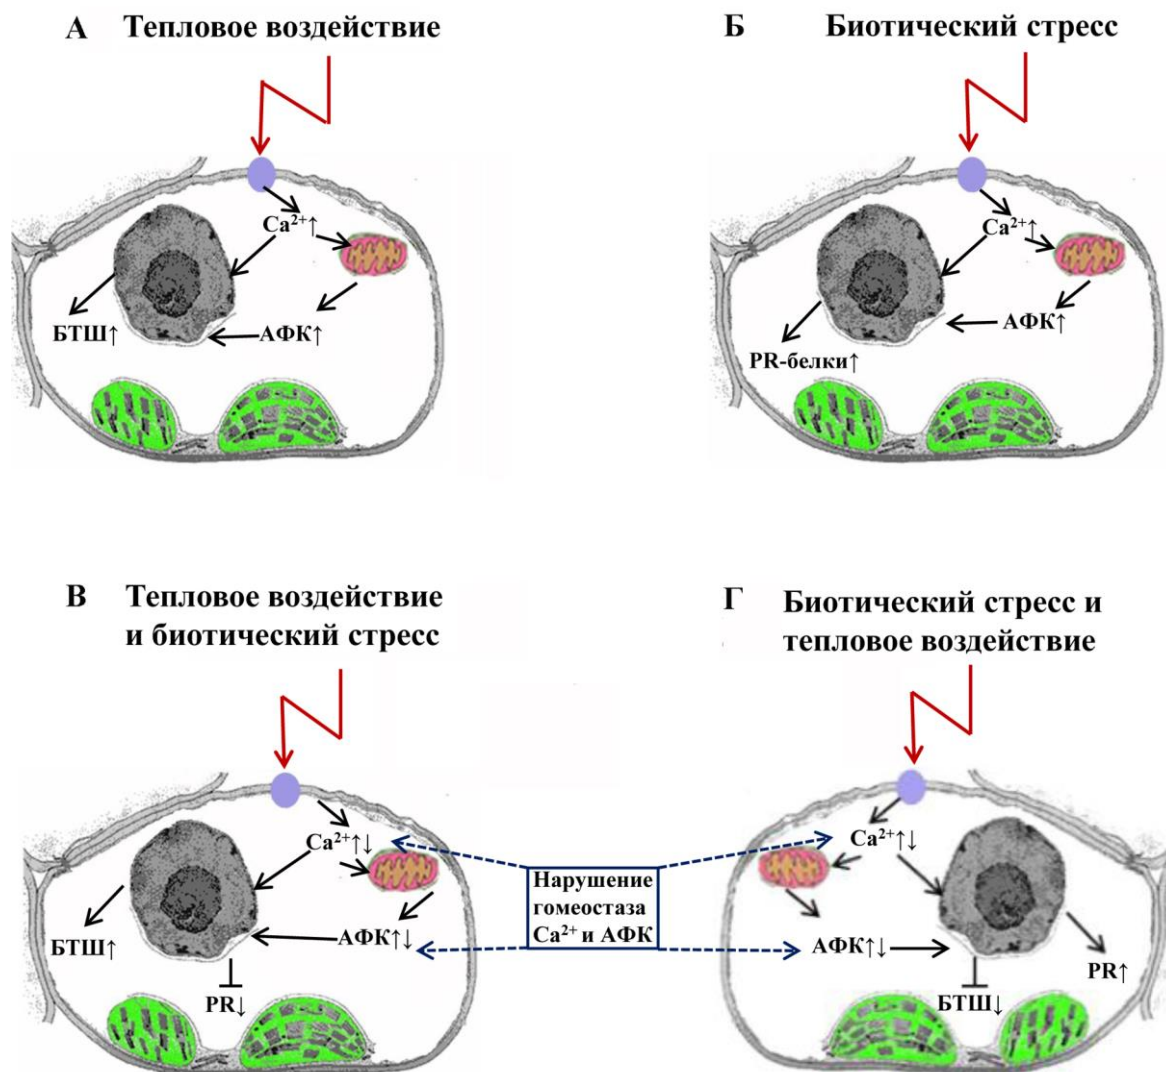 А Тепловое воздействие
Ca²⁺↑
БТШ↑
АФК↑
Б Биотический стресс
Ca²⁺↑
АФК↑
PR-белки↑
В Тепловое воздействие
и биотический стресс
Ca²⁺↑↓
БТШ↑
АФК↑↓
PR↓
Нарушение
гомеостаза
Ca²⁺ и АФК
Г Биотический стресс и
тепловое воздействие
Ca²⁺↑↓
АФК↑↓
PR↑
БТШ↓